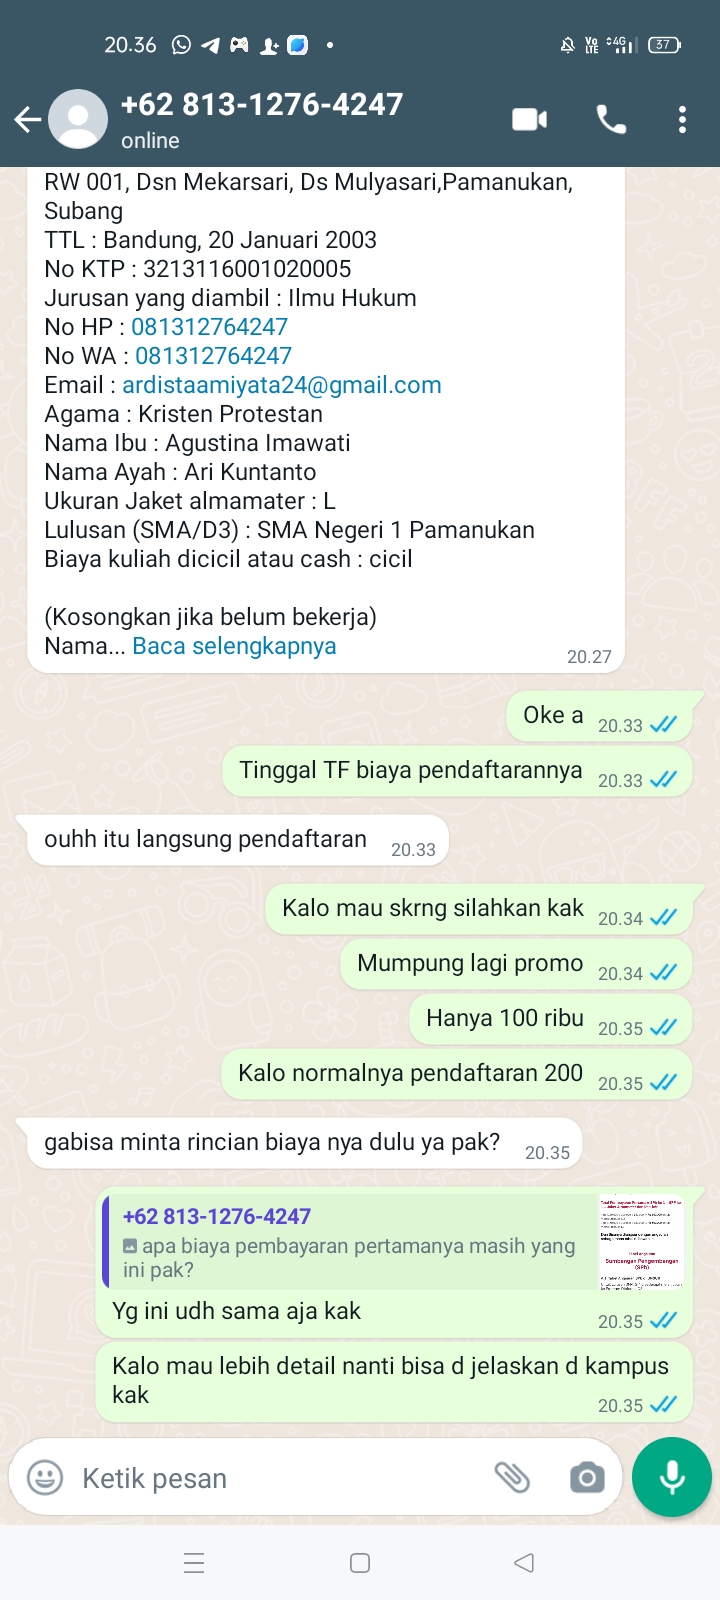 20.36
Vo LTE 4G 37
+62 813-1276-4247
online
RW 001, Dsn Mekarsari, Ds Mulyasari,Pamanukan,
Subang
TTL : Bandung, 20 Januari 2003
No KTP : 3213116001020005
Jurusan yang diambil : Ilmu Hukum
No HP : 081312764247
No WA : 081312764247
Email : ardistaamiyata24@gmail.com
Agama : Kristen Protestan
Nama Ibu : Agustina Imawati
Nama Ayah : Ari Kuntanto
Ukuran Jaket almamater : L
Lulusan (SMA/D3) : SMA Negeri 1 Pamanukan
Biaya kuliah dicicil atau cash : cicil
(Kosongkan jika belum bekerja)
Nama... Baca selengkapnya
20.27
Oke a 20.33
Tinggal TF biaya pendaftarannya 20.33
ouhh itu langsung pendaftaran 20.33
Kalo mau skrng silahkan kak 20.34
Mumpung lagi promo 20.34
Hanya 100 ribu 20.35
Kalo normalnya pendaftaran 200 20.35
gabisa minta rincian biaya nya dulu ya pak? 20.35
+62 813-1276-4247
apa biaya pembayaran pertamanya masih yang
ini pak?
Sumbangan Pengembangan
(SPb)
Yg ini udh sama aja kak 20.35
Kalo mau lebih detail nanti bisa d jelaskan d kampus
kak 20.35
Ketik pesan